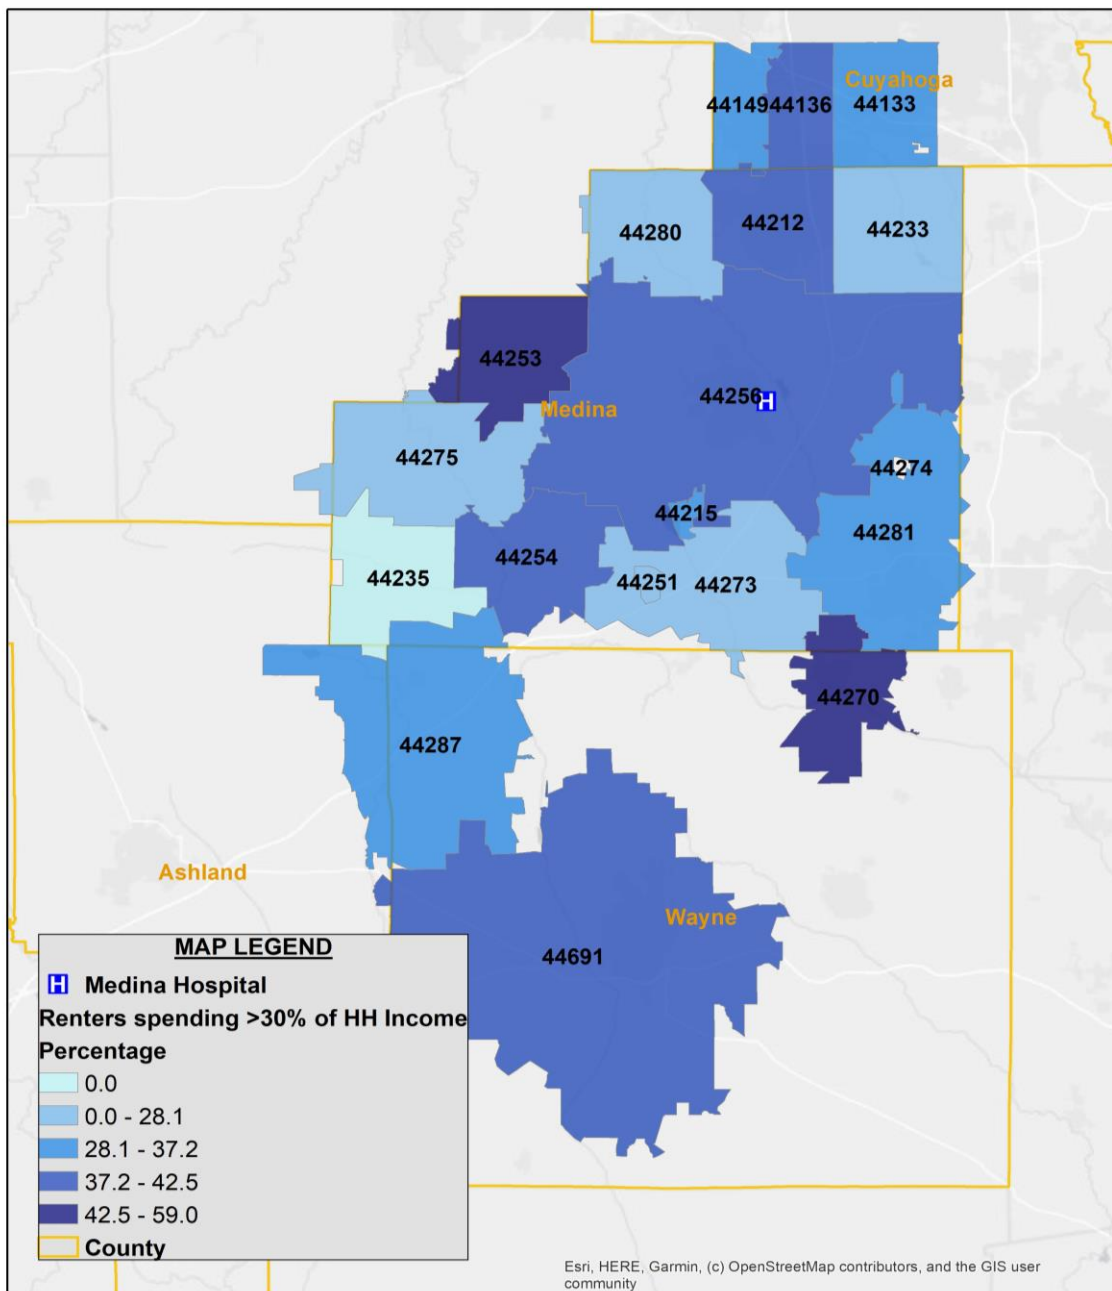 Cuyahoga
44149
44136
44133
44280
44212
44233
44253
44256
H
Medina
44275
44274
44215
44281
44254
44235
44251
44273
44270
44287
Ashland
Wayne
44691
MAP LEGEND
H Medina Hospital
Renters spending >30% of HH Income
Percentage
0.0
0.0 - 28.1
28.1 - 37.2
37.2 - 42.5
42.5 - 59.0
County
Esri, HERE, Garmin, (c) OpenStreetMap contributors, and the GIS user
community